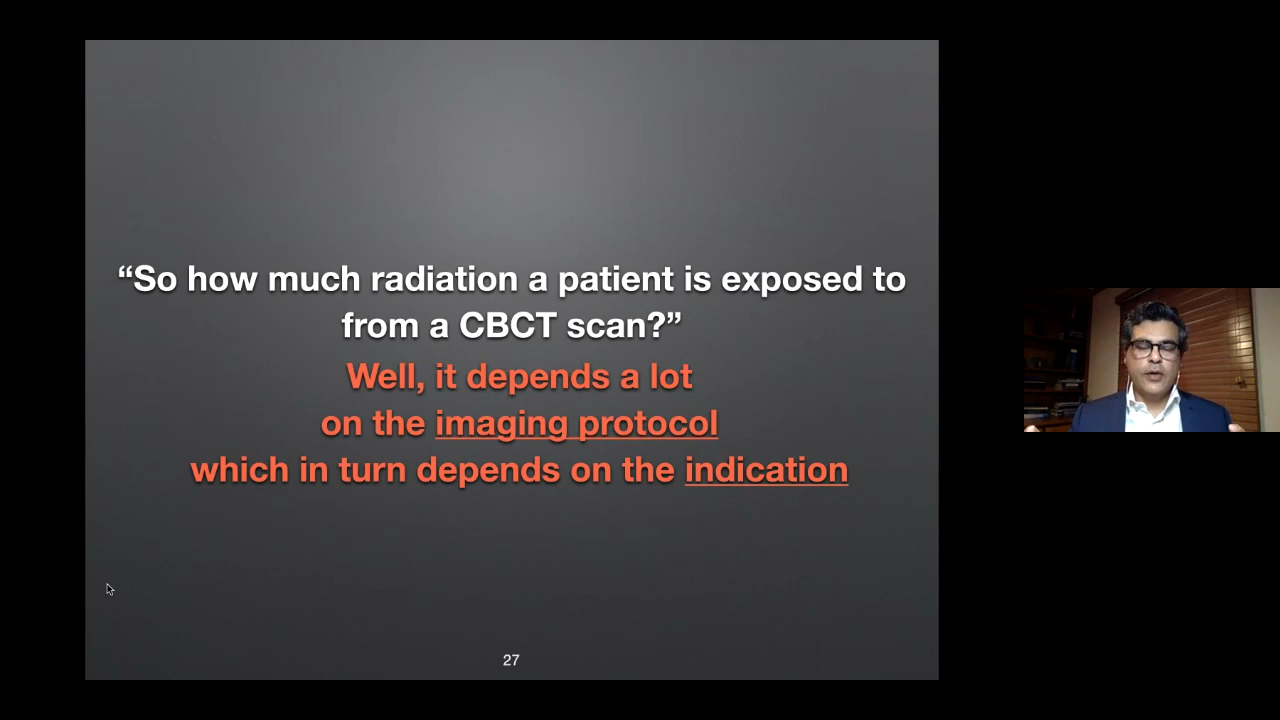 “So how much radiation a patient is exposed to
from a CBCT scan?”
Well, it depends a lot
on the imaging protocol
which in turn depends on the indication
27